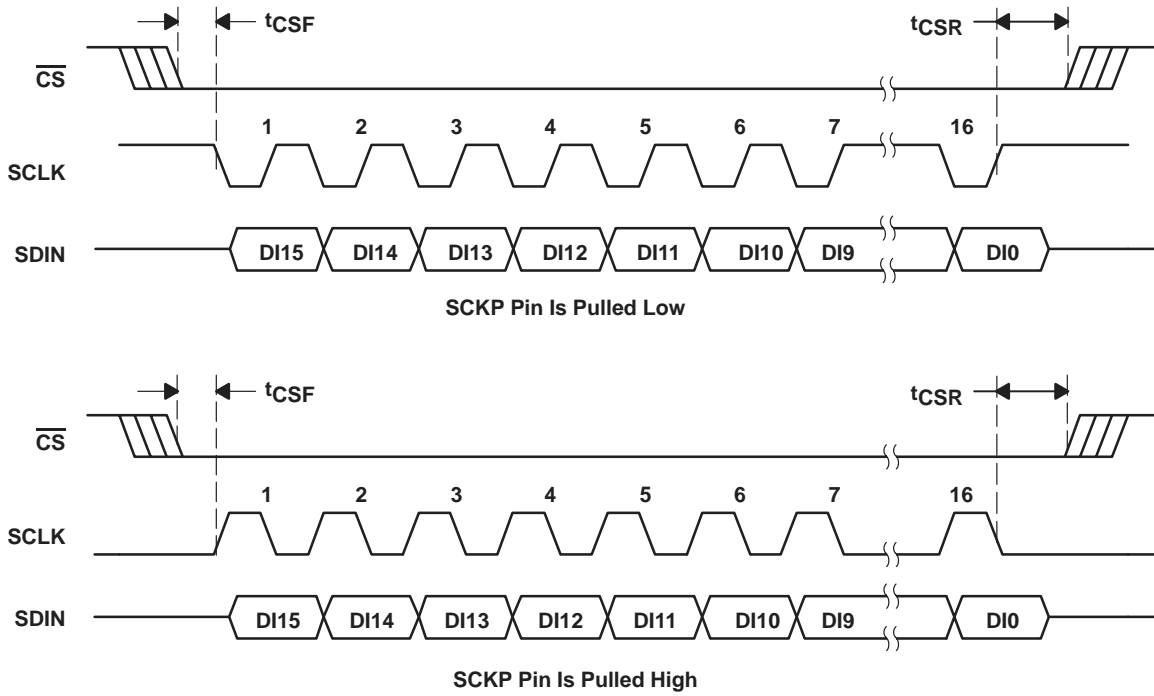 tCSF tCSR
CS
1 2 3 4 5 6 7 16
SCLK
SDIN DI15 DI14 DI13 DI12 DI11 DI10 DI9 DI0
SCKP Pin Is Pulled Low
tCSF tCSR
CS
1 2 3 4 5 6 7 16
SCLK
SDIN DI15 DI14 DI13 DI12 DI11 DI10 DI9 DI0
SCKP Pin Is Pulled High